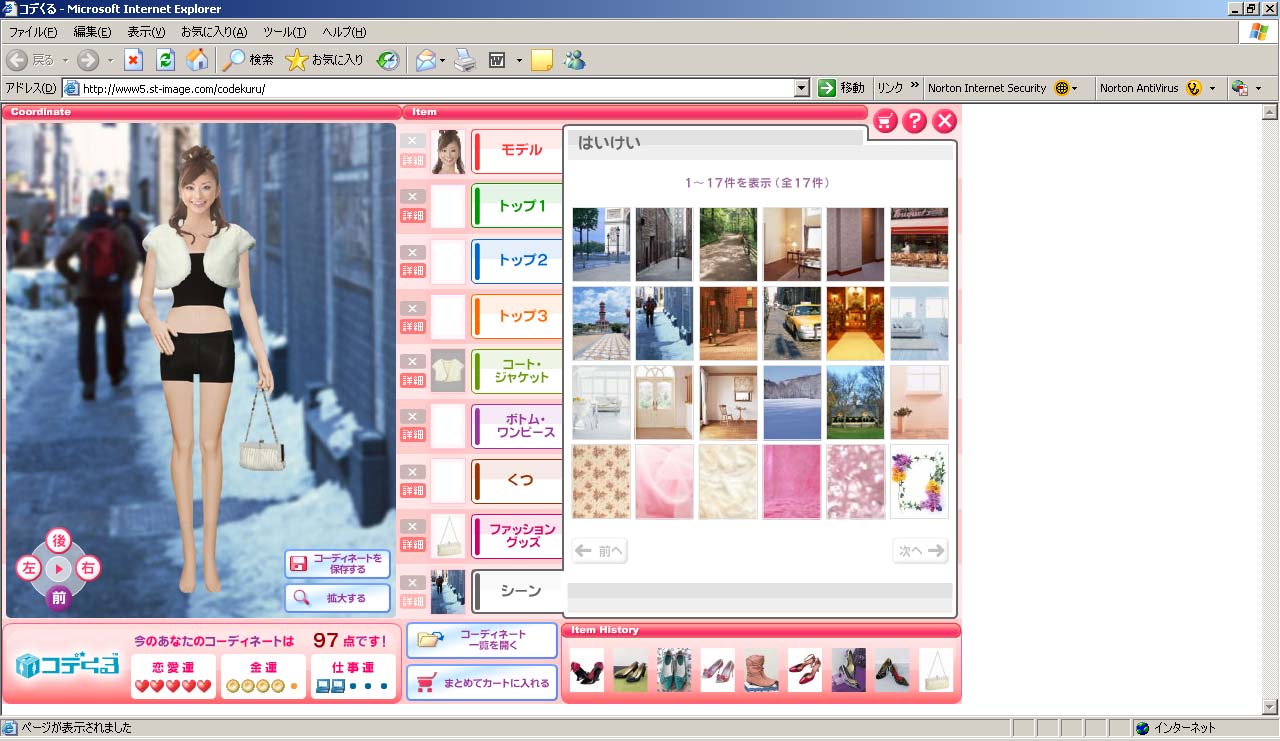 コデくる - Microsoft Internet Explorer
ファイル(F) 編集(E) 表示(V) お気に入り(A) ツール(T) ヘルプ(H)
戻る 検索 お気に入り
アドレス(D) http://www5.st-image.com/codekuru/ 移動 リンク » Norton Internet Security Norton AntiVirus
Coordinate
Item
はいけい
1～17件を表示(全17件)
詳細 モデル
詳細 トップ1
詳細 トップ2
詳細 トップ3
詳細 コート・
ジャケット
詳細 ボトム・
ワンピース
詳細 くつ
詳細 ファッション
グッズ
詳細 シーン
前へ 次へ
後
左 右
前
コーディネートを
保存する
拡大する
今のあなたのコーディネートは 97 点です!
コデくる
恋愛運 金運 仕事運
コーディネート
一覧を開く
まとめてカートに入れる
Item History
ページが表示されました インターネット